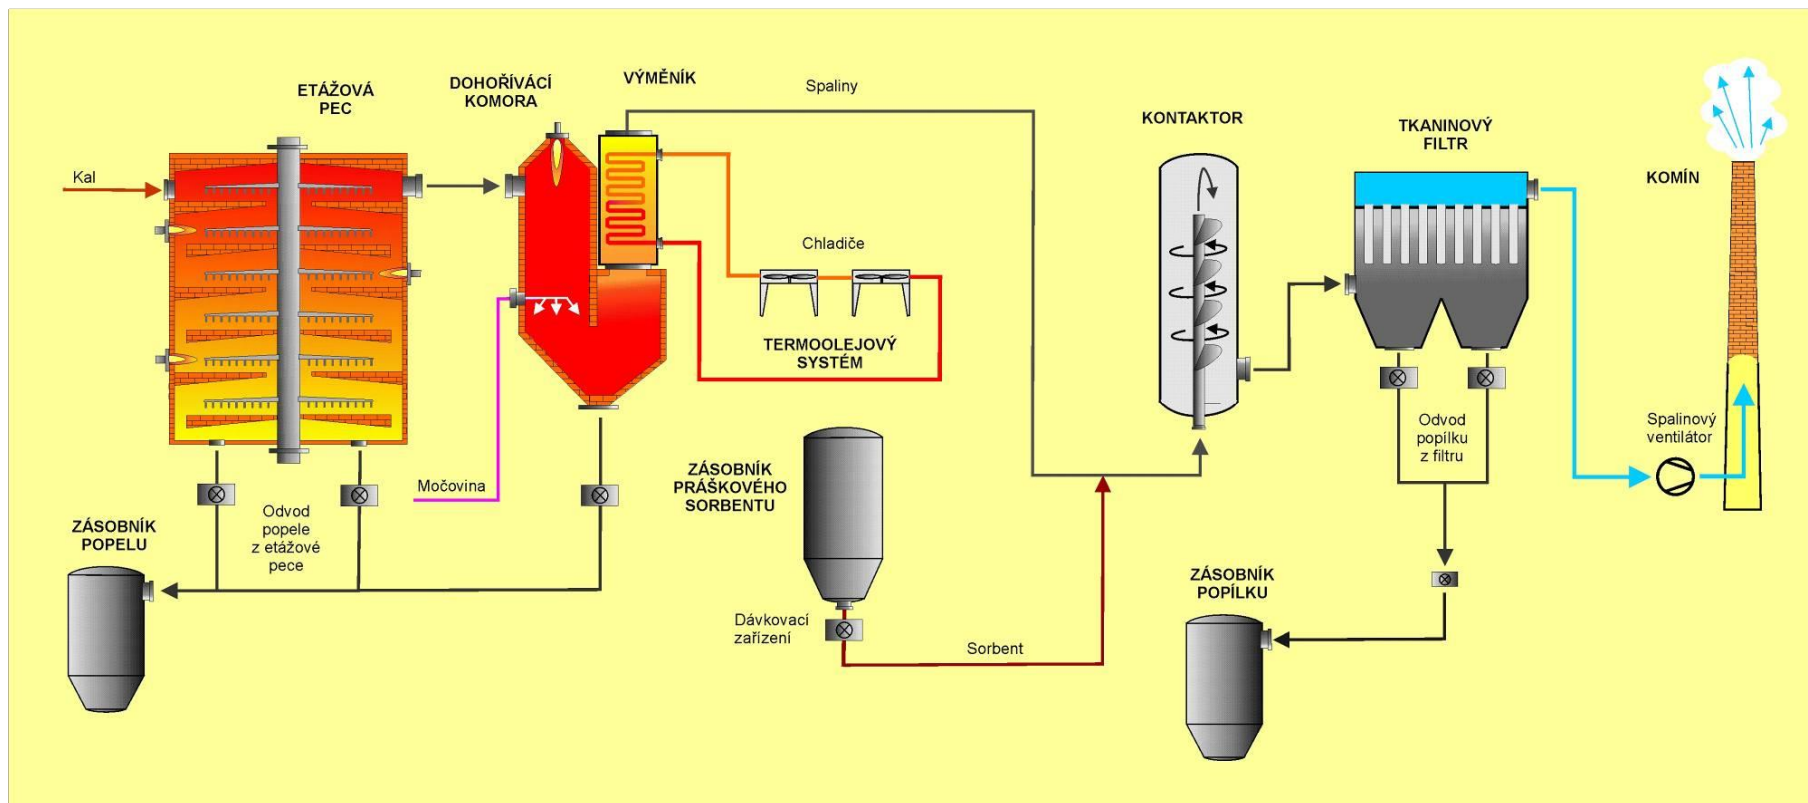 ETÁŽOVÁ
PEC
DOHOŘÍVÁCÍ
KOMORA
VÝMĚNÍK
Spaliny
KONTAKTOR
TKANINOVÝ
FILTR
KOMÍN
Kal
Chladiče
TERMOOLEJOVÝ
SYSTÉM
Močovina
ZÁSOBNÍK
PRÁŠKOVÉHO
SORBENTU
Odvod
popílku
z filtru
Spalinový
ventilátor
ZÁSOBNÍK
POPELU
Odvod
popele
z etážové
pece
Dávkovací
zařízení
Sorbent
ZÁSOBNÍK
POPÍLKU